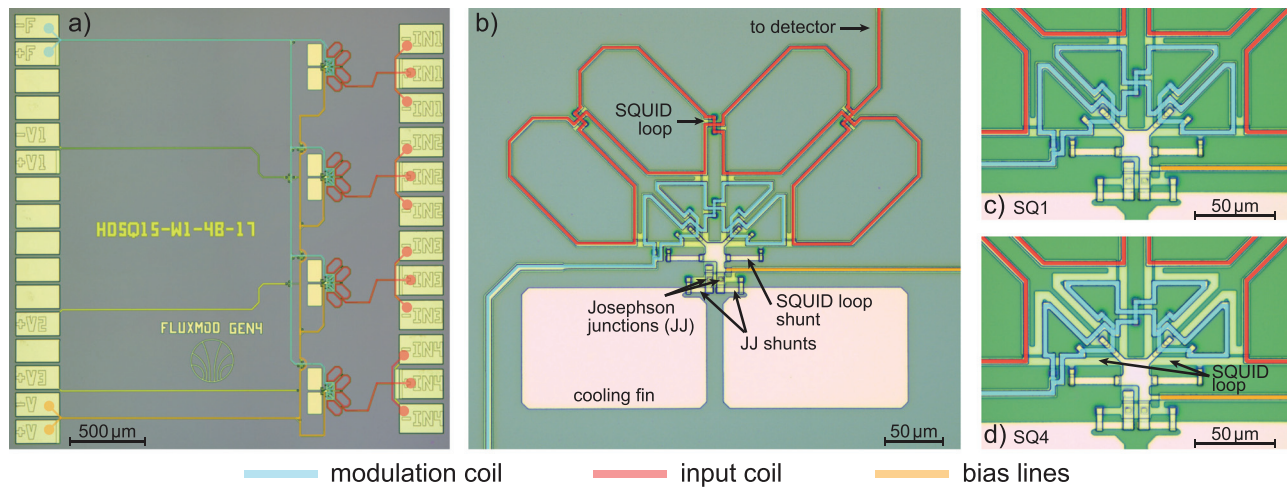 a)
-F
+F
-V1
+V1
+V2
+V3
-V
+V
HDSQ15-W1-48-17
FLUXMOD GEN4
-IN1
+IN1
-IN1
-IN2
+IN2
-IN2
-IN3
+IN3
-IN3
-IN4
+IN4
-IN4
500 µm
b)
to detector
SQUID
loop
Josephson
junctions (JJ)
SQUID loop
shunt
JJ shunts
cooling fin
50 µm
c) SQ1
50 µm
SQUID
loop
d) SQ4
50 µm
modulation coil
input coil
bias lines